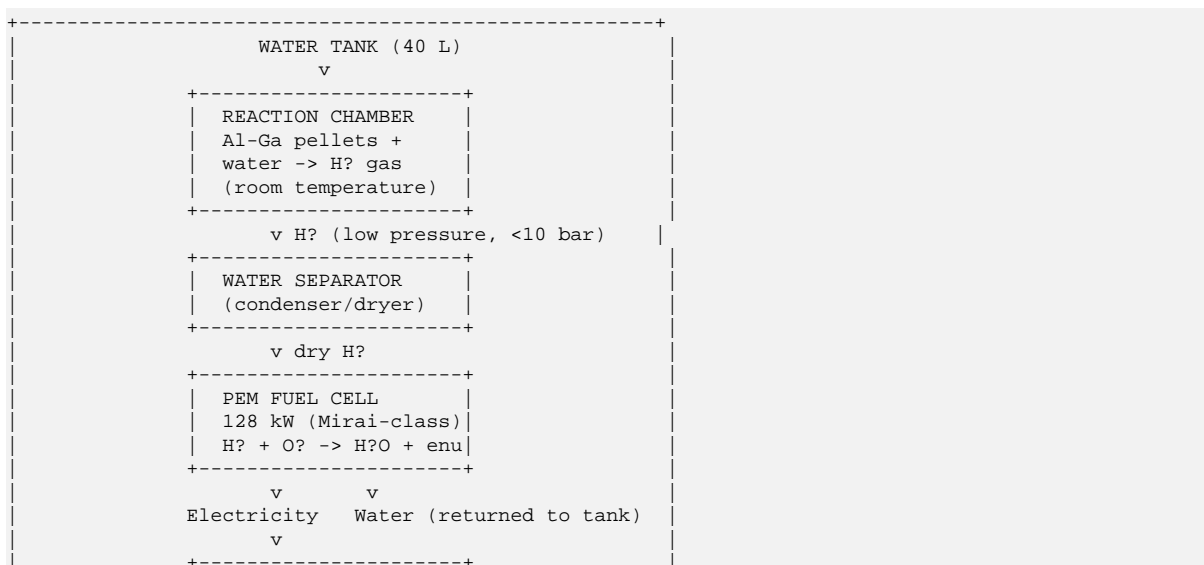 +-----------------------------------------------------+
|                    WATER TANK (40 L)                 |
|                         v                            |
|              +----------------------+                |
|              |  REACTION CHAMBER    |                |
|              |  Al-Ga pellets +     |                |
|              |  water -> H? gas     |                |
|              |  (room temperature)  |                |
|              +----------------------+                |
|                     v H? (low pressure, <10 bar)    |
|              +----------------------+                |
|              |  WATER SEPARATOR     |                |
|              |  (condenser/dryer)   |                |
|              +----------------------+                |
|                     v dry H?                         |
|              +----------------------+                |
|              |  PEM FUEL CELL       |                |
|              |  128 kW (Mirai-class)|                |
|              |  H? + O? -> H?O + enu|                |
|              +----------------------+                |
|                     v       v                        |
|              Electricity   Water (returned to tank)  |
|                     v                                |
|              +----------------------+                |